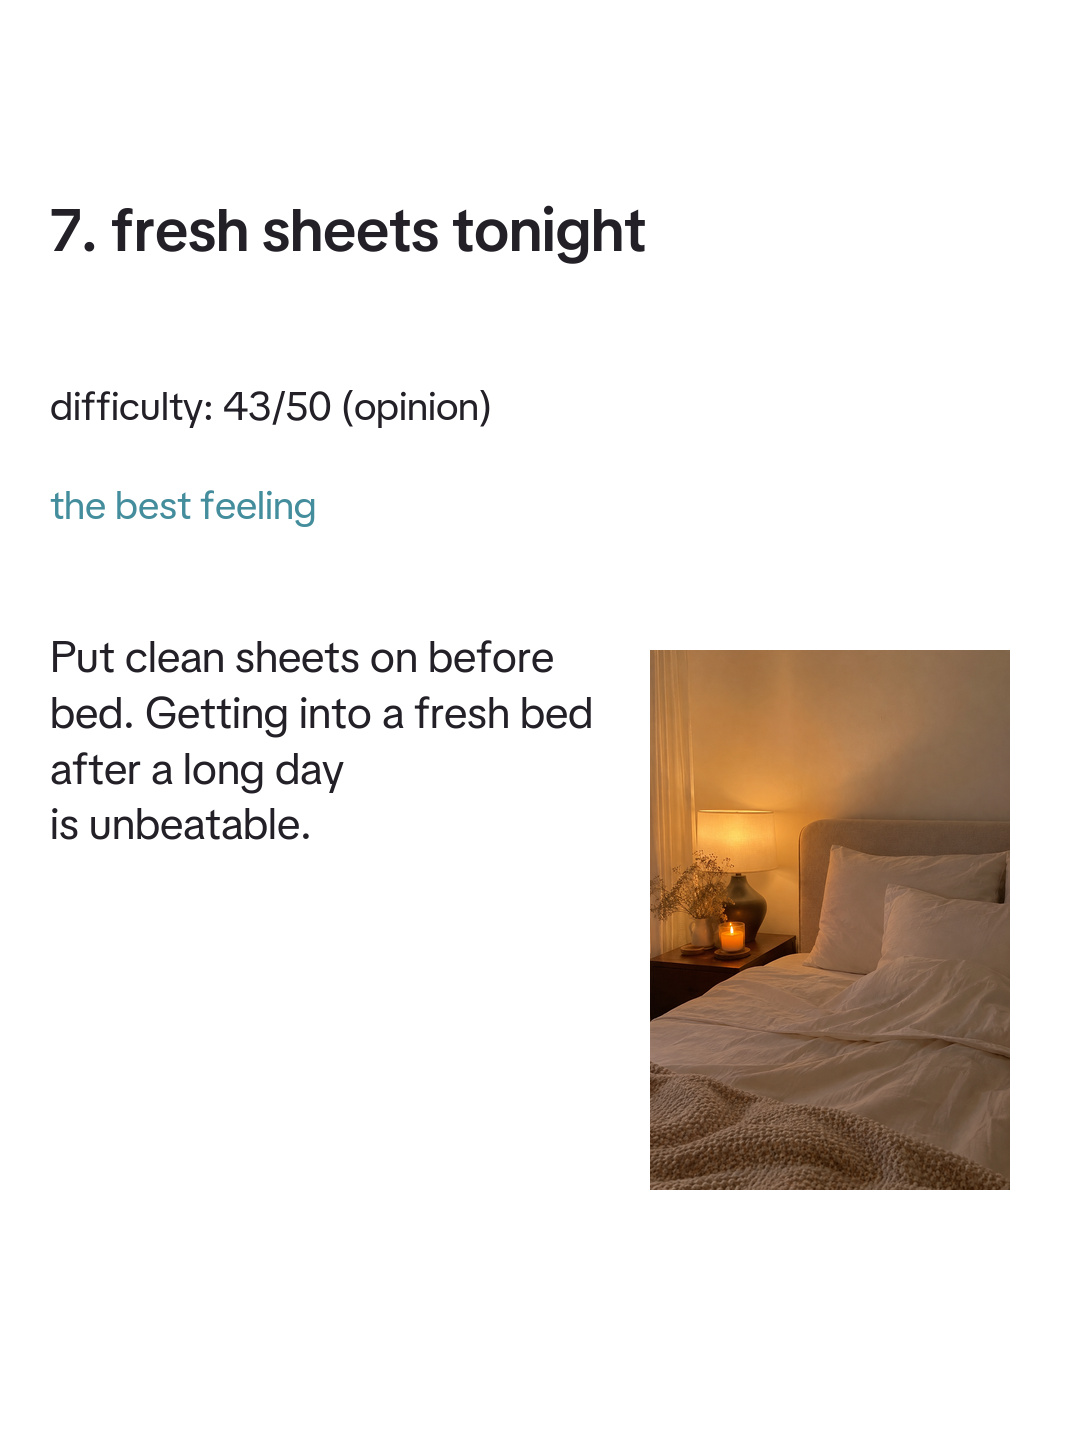 7. fresh sheets tonight
difficulty: 43/50 (opinion)
the best feeling
Put clean sheets on before
bed. Getting into a fresh bed
after a long day
is unbeatable.